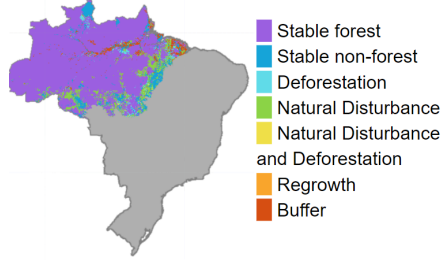 Stable forest
Stable non-forest
Deforestation
Natural Disturbance
Natural Disturbance
and Deforestation
Regrowth
Buffer